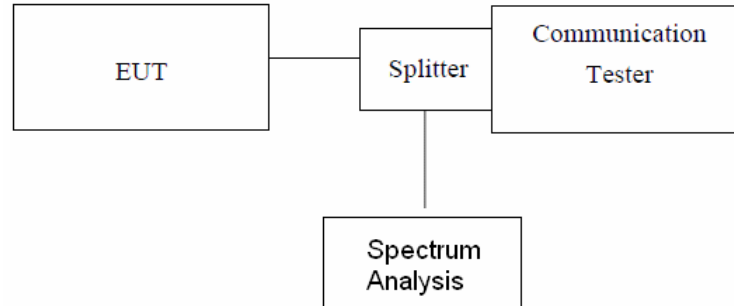 EUT
Splitter
Communication
Tester
Spectrum
Analysis